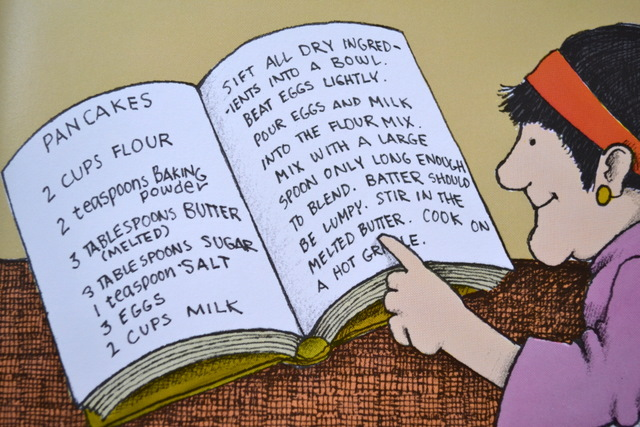 PANCAKES
2 CUPS FLOUR
2 teaspoons BAKING
powder
3 TABLESPOONS BUTTER
(MELTED)
3 TABLESPOONS SUGAR
1 teaspoon SALT
3 EGGS
2 CUPS MILK
SIFT ALL DRY INGRED-
-IENTS INTO A BOWL.
BEAT EGGS LIGHTLY.
POUR EGGS AND MILK
INTO THE FLOUR MIX.
MIX WITH A LARGE
SPOON ONLY LONG ENOUGH
TO BLEND. BATTER SHOULD
BE LUMPY. STIR IN THE
MELTED BUTTER. COOK ON
A HOT